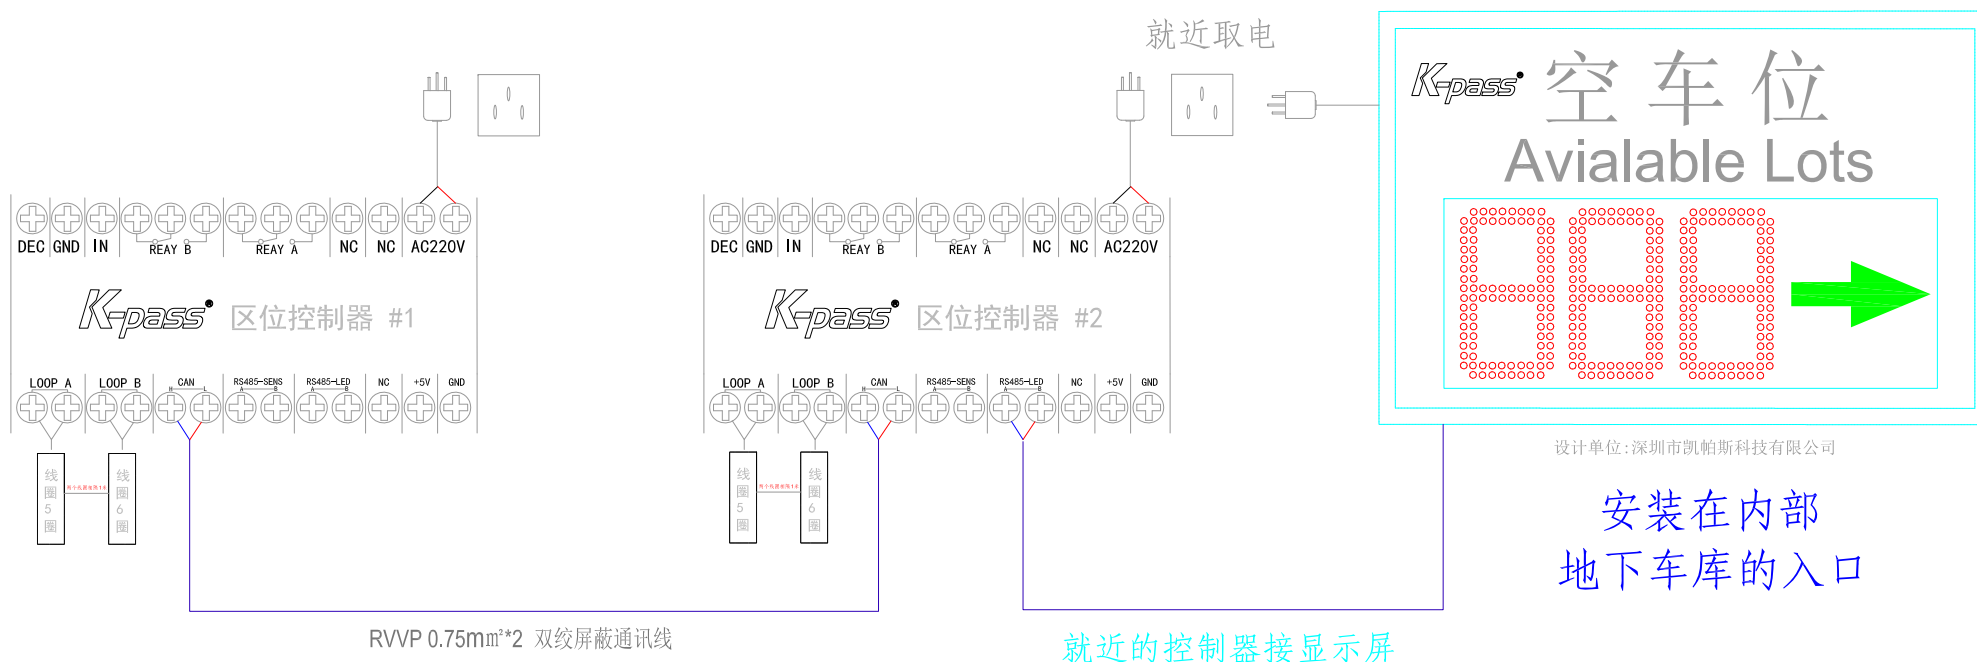 就近取电
K-pass®
空车位
Avialable Lots
DEC GND IN REAY B REAY A NC NC AC220V
K-pass® 区位控制器 #1
LOOP A LOOP B CAN RS485-SENS RS485-LED NC +5V GND
H L A B A B
线圈5圈
线圈6圈
DEC GND IN REAY B REAY A NC NC AC220V
K-pass® 区位控制器 #2
LOOP A LOOP B CAN RS485-SENS RS485-LED NC +5V GND
H L A B A B
线圈5圈
线圈6圈
888
设计单位:深圳市凯帕斯科技有限公司
安装在内部
地下车库的入口
RVVP 0.75mm²*2 双绞屏蔽通讯线
就近的控制器接显示屏